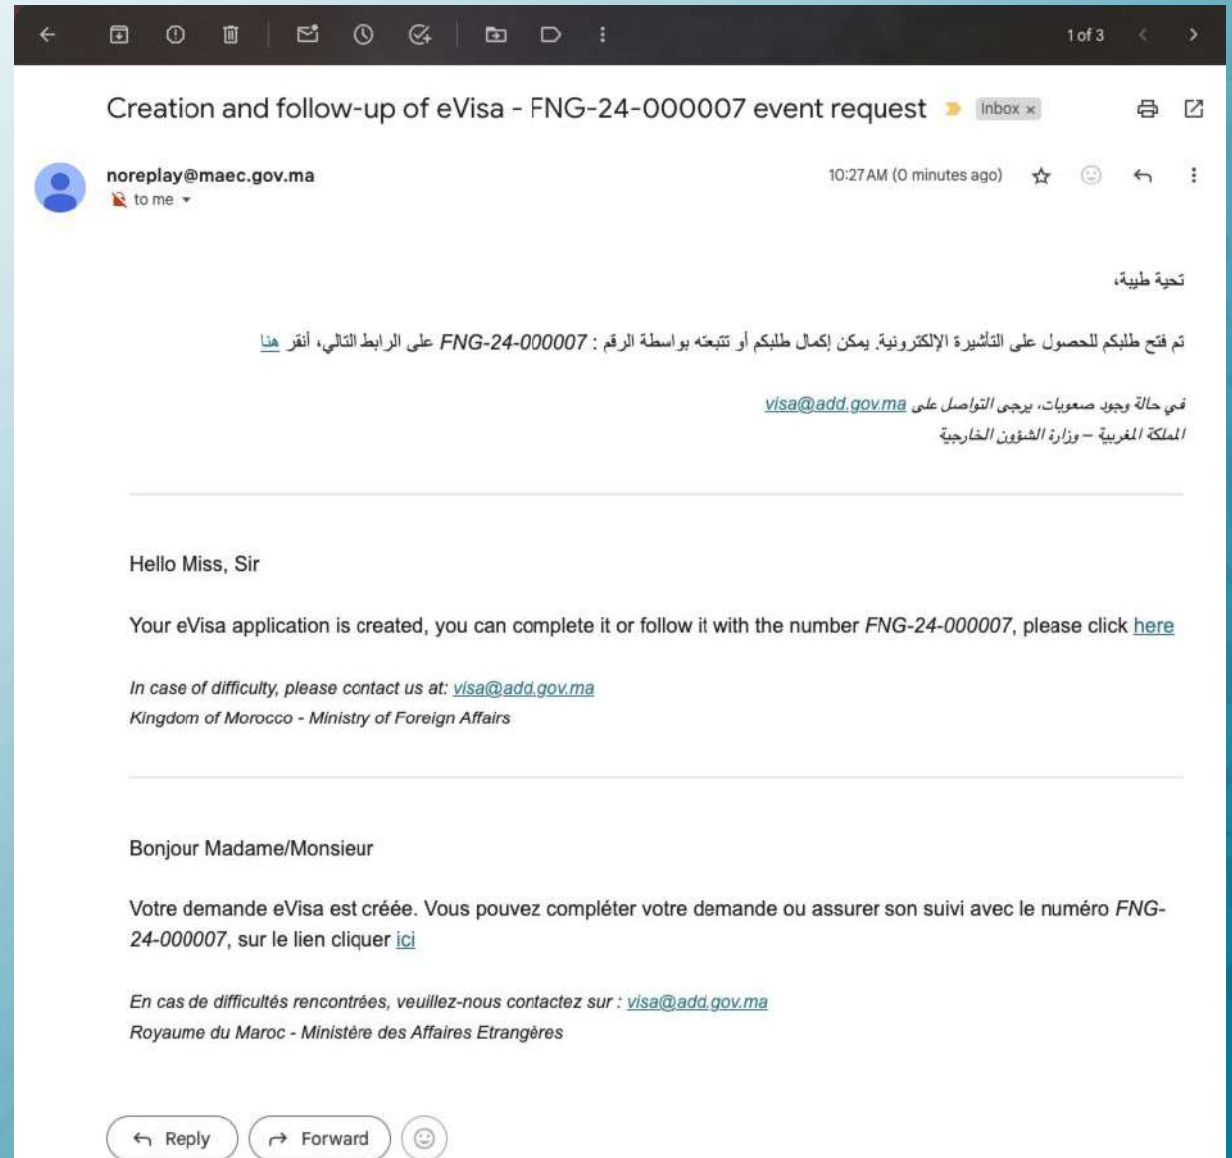 1 of 3
Creation and follow-up of eVisa - FNG-24-000007 event request Inbox x
noreplay@maec.gov.ma 10:27 AM (0 minutes ago)
to me
تحية طيبة،
تم فتح طلبكم للحصول على التأشيرة الإلكترونية. يمكن إكمال طلبكم أو تتبعته بواسطة الرقم : FNG-24-000007 على الرابط التالي، أنقر هنا
في حالة وجود صعوبات، يرجى التواصل على visa@add.gov.ma
المملكة المغربية – وزارة الشؤون الخارجية
Hello Miss, Sir
Your eVisa application is created, you can complete it or follow it with the number FNG-24-000007, please click here
In case of difficulty, please contact us at: visa@add.gov.ma
Kingdom of Morocco - Ministry of Foreign Affairs
Bonjour Madame/Monsieur
Votre demande eVisa est créée. Vous pouvez compléter votre demande ou assurer son suivi avec le numéro FNG-
24-000007, sur le lien cliquer ici
En cas de difficultés rencontrées, veuillez-nous contactez sur : visa@add.gov.ma
Royaume du Maroc - Ministère des Affaires Etrangères
Reply Forward